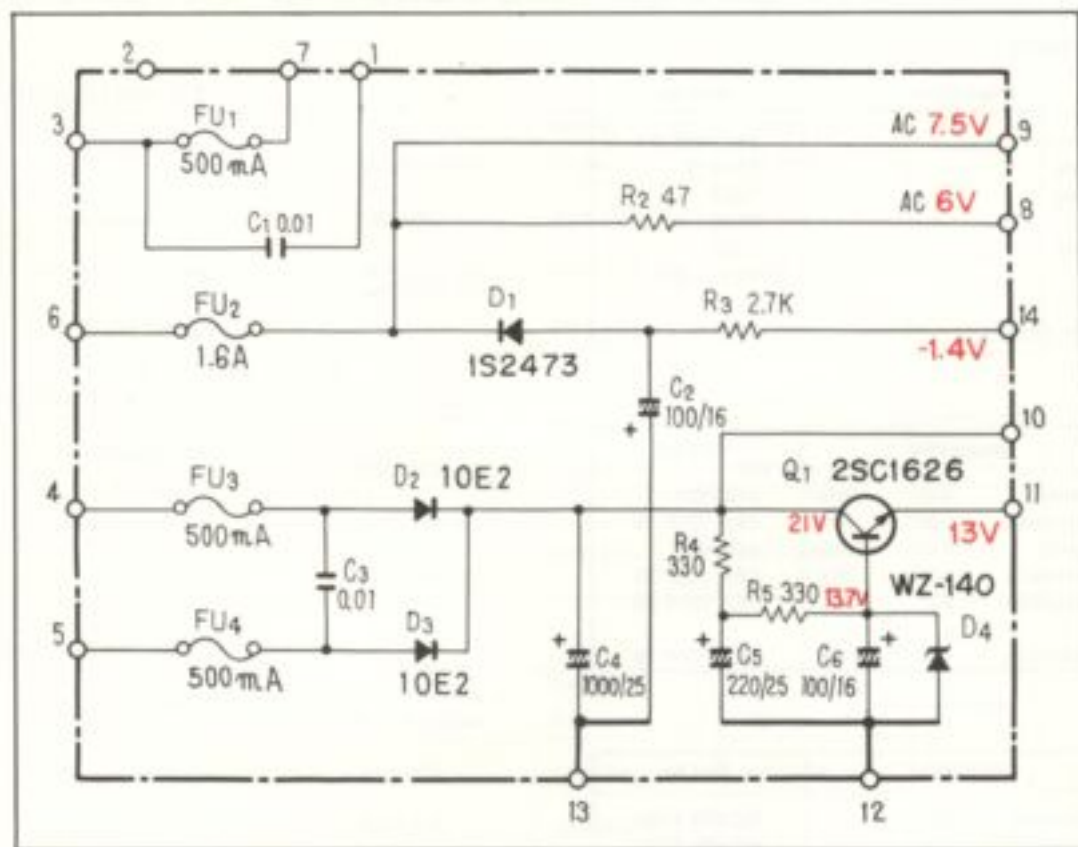 2 7 1
3 FU1 AC 7.5V 9
500mA
R2 47 AC 6V 8
C1 0.01
6 FU2 D1 R3 2.7K 14
1.6A 1S2473 -1.4V
C2
100/16
+
10
4 FU3 D2 10E2 Q1 2SC1626 11
500mA 21V 13V
R4
330
C3
0.01
R5 330 13.7V WZ-140
5 FU4 D3 D4
500mA 10E2
+ C4
1000/25
+ C5
220/25
C6 +
100/16
13 12